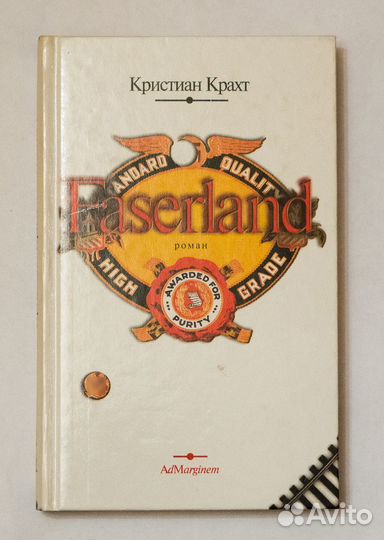 Кристиан Крахт
STANDARD QUALITY
Faserland
роман
HIGH GRADE
AWARDED FOR
PURITY
AdMarginem
Avito